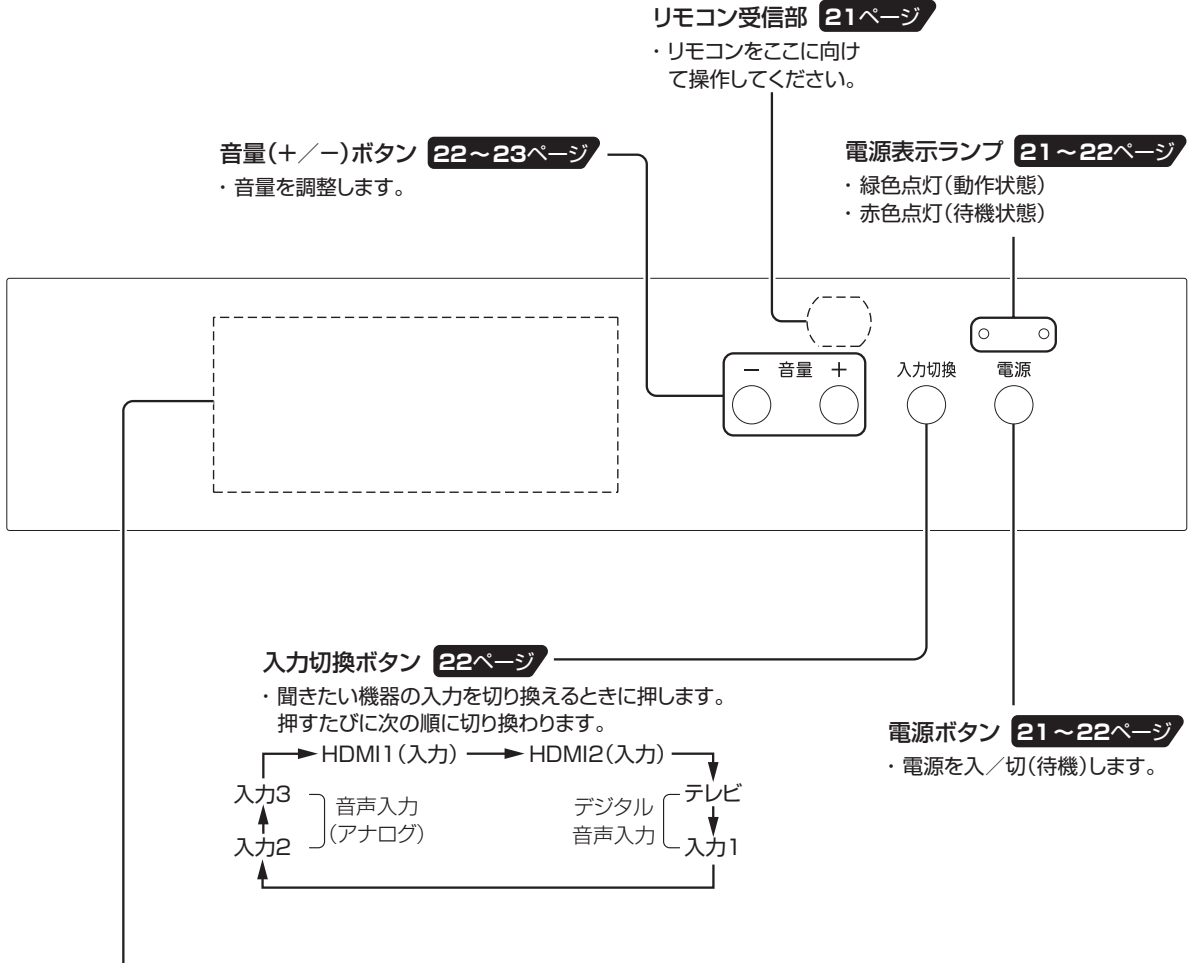 リモコン受信部 21ページ
・リモコンをここに向け
て操作してください。
音量(+/−)ボタン 22~23ページ
・音量を調整します。
電源表示ランプ 21~22ページ
・緑色点灯(動作状態)
・赤色点灯(待機状態)
− 音量 +
入力切換
電源
入力切換ボタン 22ページ
・聞きたい機器の入力を切り換えるときに押します。
押すたびに次の順に切り換わります。
HDMI1(入力) HDMI2(入力)
入力3
音声入力
(アナログ)
入力2
デジタル
音声入力
テレビ
入力1
電源ボタン 21~22ページ
・電源を入/切(待機)します。